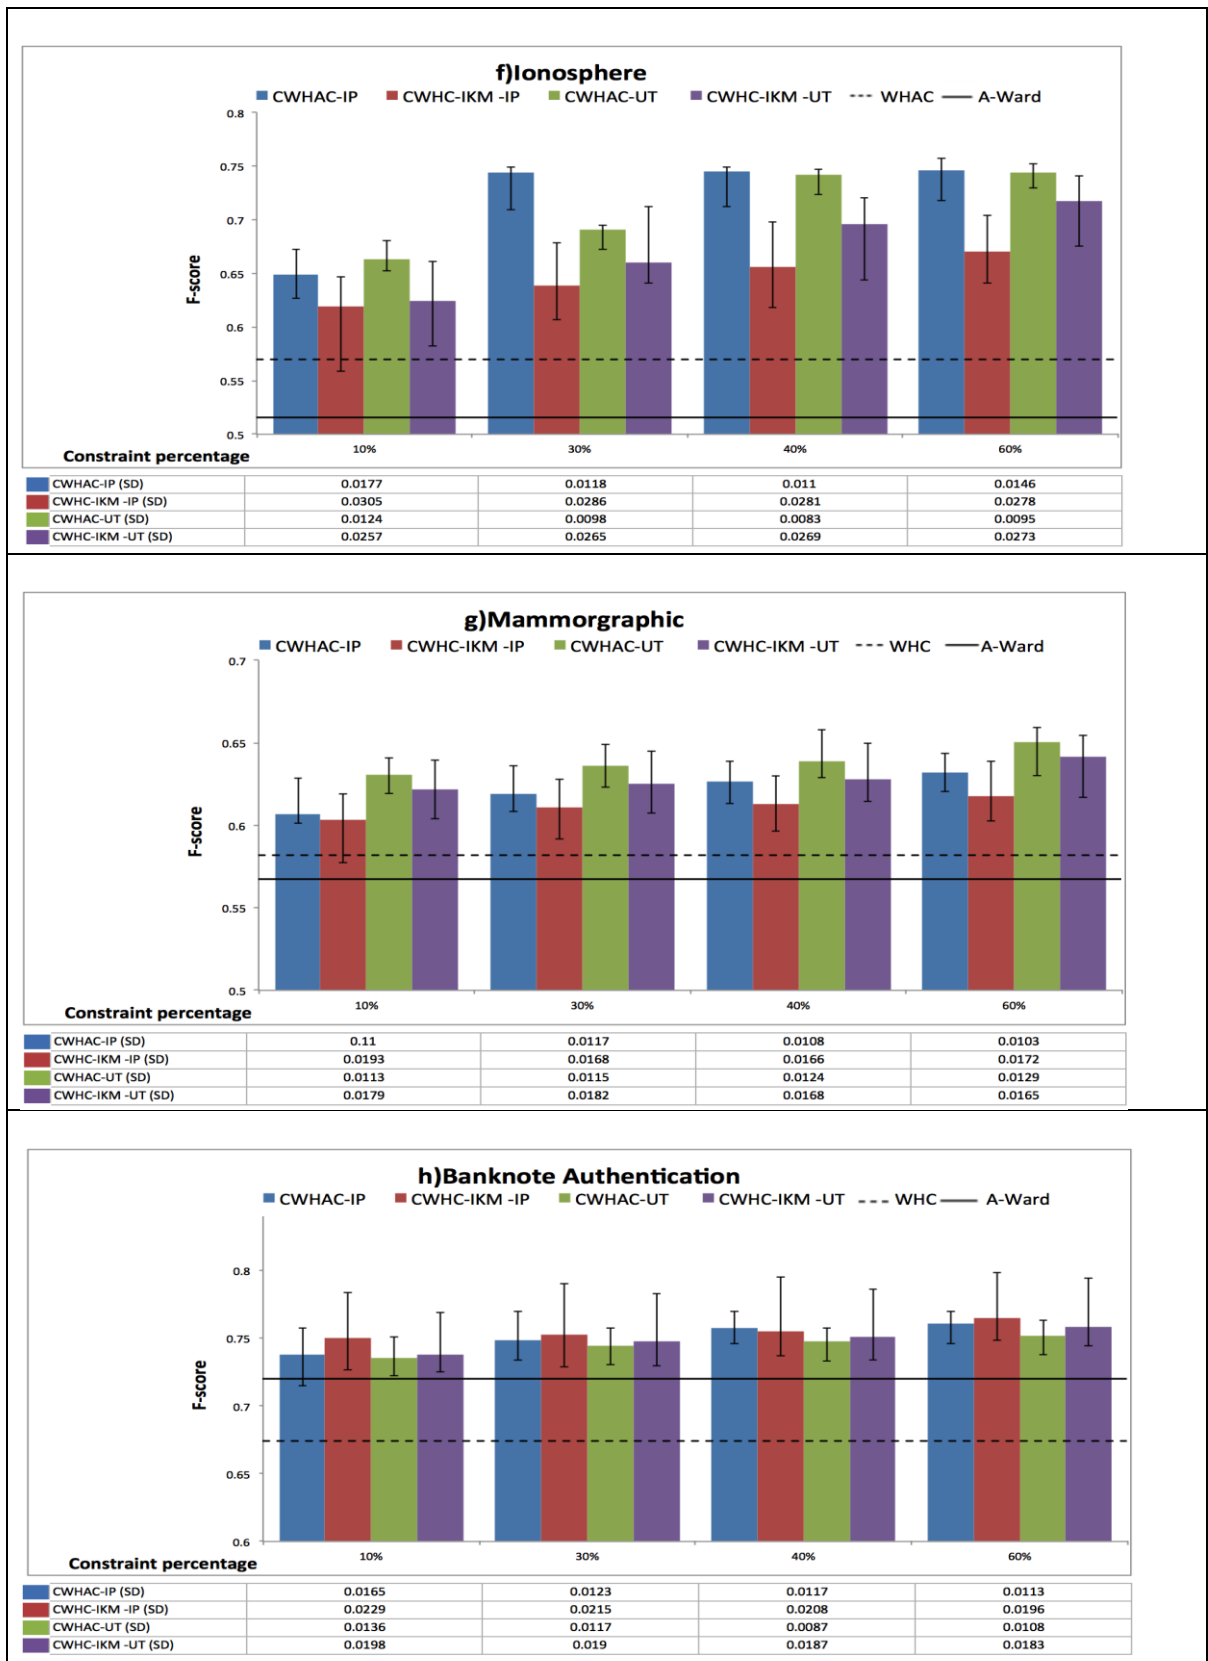 f)Ionosphere
CWHAC-IP CWHC-IKM -IP CWHAC-UT CWHC-IKM -UT WHAC A-Ward
0.8
0.75
0.7
0.65
0.6
0.55
0.5
F-score
10% 30% 40% 60%
Constraint percentage
CWHAC-IP (SD) 0.0177 0.0118 0.011 0.0146
CWHC-IKM -IP (SD) 0.0305 0.0286 0.0281 0.0278
CWHAC-UT (SD) 0.0124 0.0098 0.0083 0.0095
CWHC-IKM -UT (SD) 0.0257 0.0265 0.0269 0.0273
g)Mammorgraphic
CWHAC-IP CWHC-IKM -IP CWHAC-UT CWHC-IKM -UT WHC A-Ward
0.7
0.65
0.6
0.55
0.5
F-score
10% 30% 40% 60%
Constraint percentage
CWHAC-IP (SD) 0.11 0.0117 0.0108 0.0103
CWHC-IKM -IP (SD) 0.0193 0.0168 0.0166 0.0172
CWHAC-UT (SD) 0.0113 0.0115 0.0124 0.0129
CWHC-IKM -UT (SD) 0.0179 0.0182 0.0168 0.0165
h)Banknote Authentication
CWHAC-IP CWHC-IKM -IP CWHAC-UT CWHC-IKM -UT WHC A-Ward
0.8
0.75
0.7
0.65
0.6
F-score
10% 30% 40% 60%
Constraint percentage
CWHAC-IP (SD) 0.0165 0.0123 0.0117 0.0113
CWHC-IKM -IP (SD) 0.0229 0.0215 0.0208 0.0196
CWHAC-UT (SD) 0.0136 0.0117 0.0087 0.0108
CWHC-IKM -UT (SD) 0.0198 0.019 0.0187 0.0183